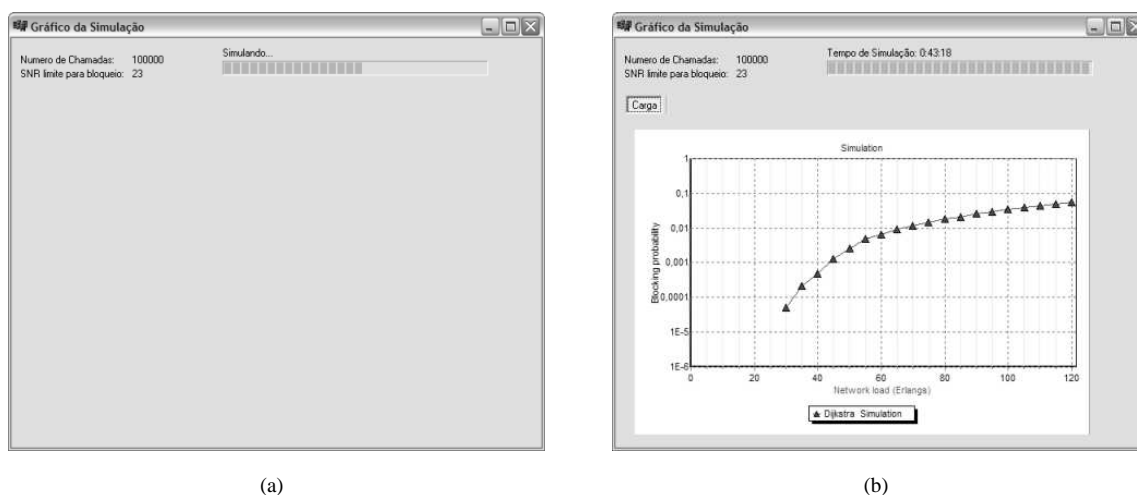 Gráfico da Simulação
Numero de Chamadas: 100000
SNR limite para bloqueio: 23
Simulando...
(a)
Gráfico da Simulação
Numero de Chamadas: 100000
SNR limite para bloqueio: 23
Tempo de Simulação: 0:43:18
Carga
Simulation
Blocking probability
1
0,1
0,01
0,001
0,0001
1E-5
1E-6
0 20 40 60 80 100 120
Network load (Erlangs)
Dijkstra Simulation
(b)